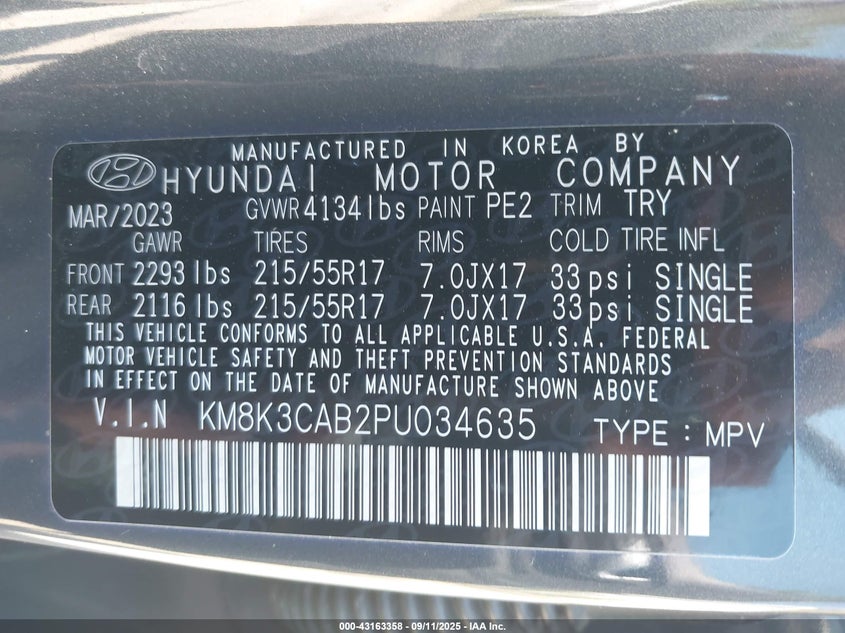 MANUFACTURED IN KOREA BY
HYUNDAI MOTOR COMPANY
MAR/2023 GVWR 4134lbs PAINT PE2 TRIM TRY
GAWR TIRES RIMS COLD TIRE INFL
FRONT 2293 lbs 215/55R17 7.0JX17 33psi SINGLE
REAR 2116 lbs 215/55R17 7.0JX17 33psi SINGLE
THIS VEHICLE CONFORMS TO ALL APPLICABLE U.S.A. FEDERAL
MOTOR VEHICLE SAFETY AND THEFT PREVENTION STANDARDS
IN EFFECT ON THE DATE OF MANUFACTURE SHOWN ABOVE
V.I.N KM8K3CAB2PU034635 TYPE : MPV
000-43163358 - 09/11/2025 - IAA Inc.